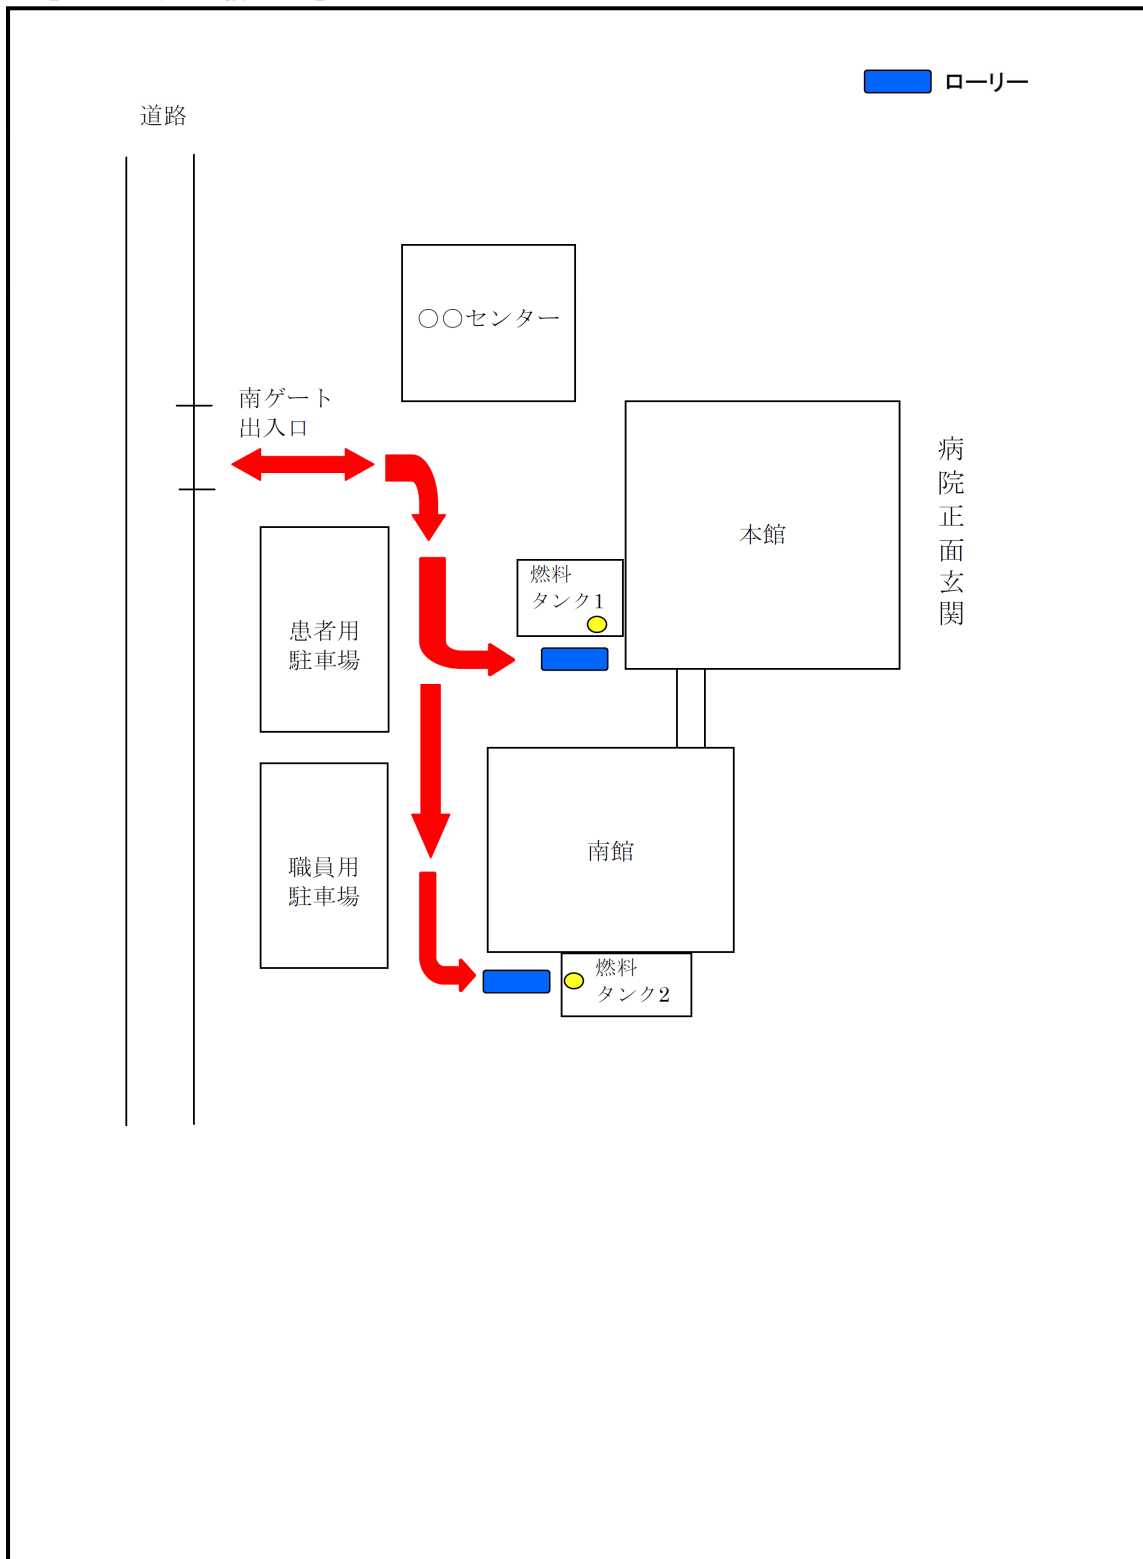 ローリー
道路
○○センター
南ゲート
出入口
病院正面玄関
本館
燃料
タンク1
患者用
駐車場
南館
職員用
駐車場
燃料
タンク2